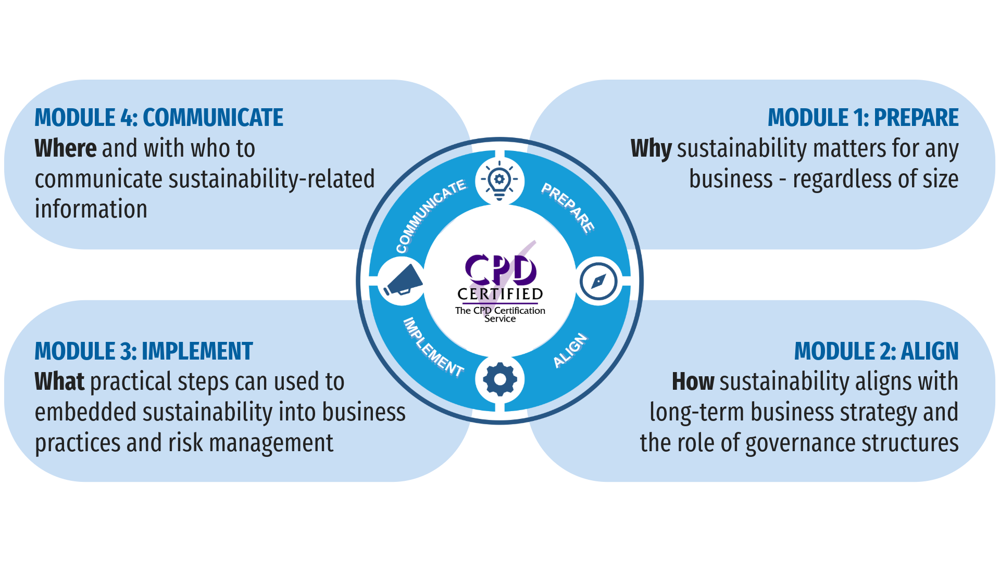 MODULE 4: COMMUNICATE
Where and with who to
communicate sustainability-related
information
MODULE 1: PREPARE
Why sustainability matters for any
business - regardless of size
COMMUNICATE
PREPARE
CPD
CERTIFIED
The CPD Certification
Service
IMPLEMENT
ALIGN
MODULE 3: IMPLEMENT
What practical steps can used to
embedded sustainability into business
practices and risk management
MODULE 2: ALIGN
How sustainability aligns with
long-term business strategy and
the role of governance structures